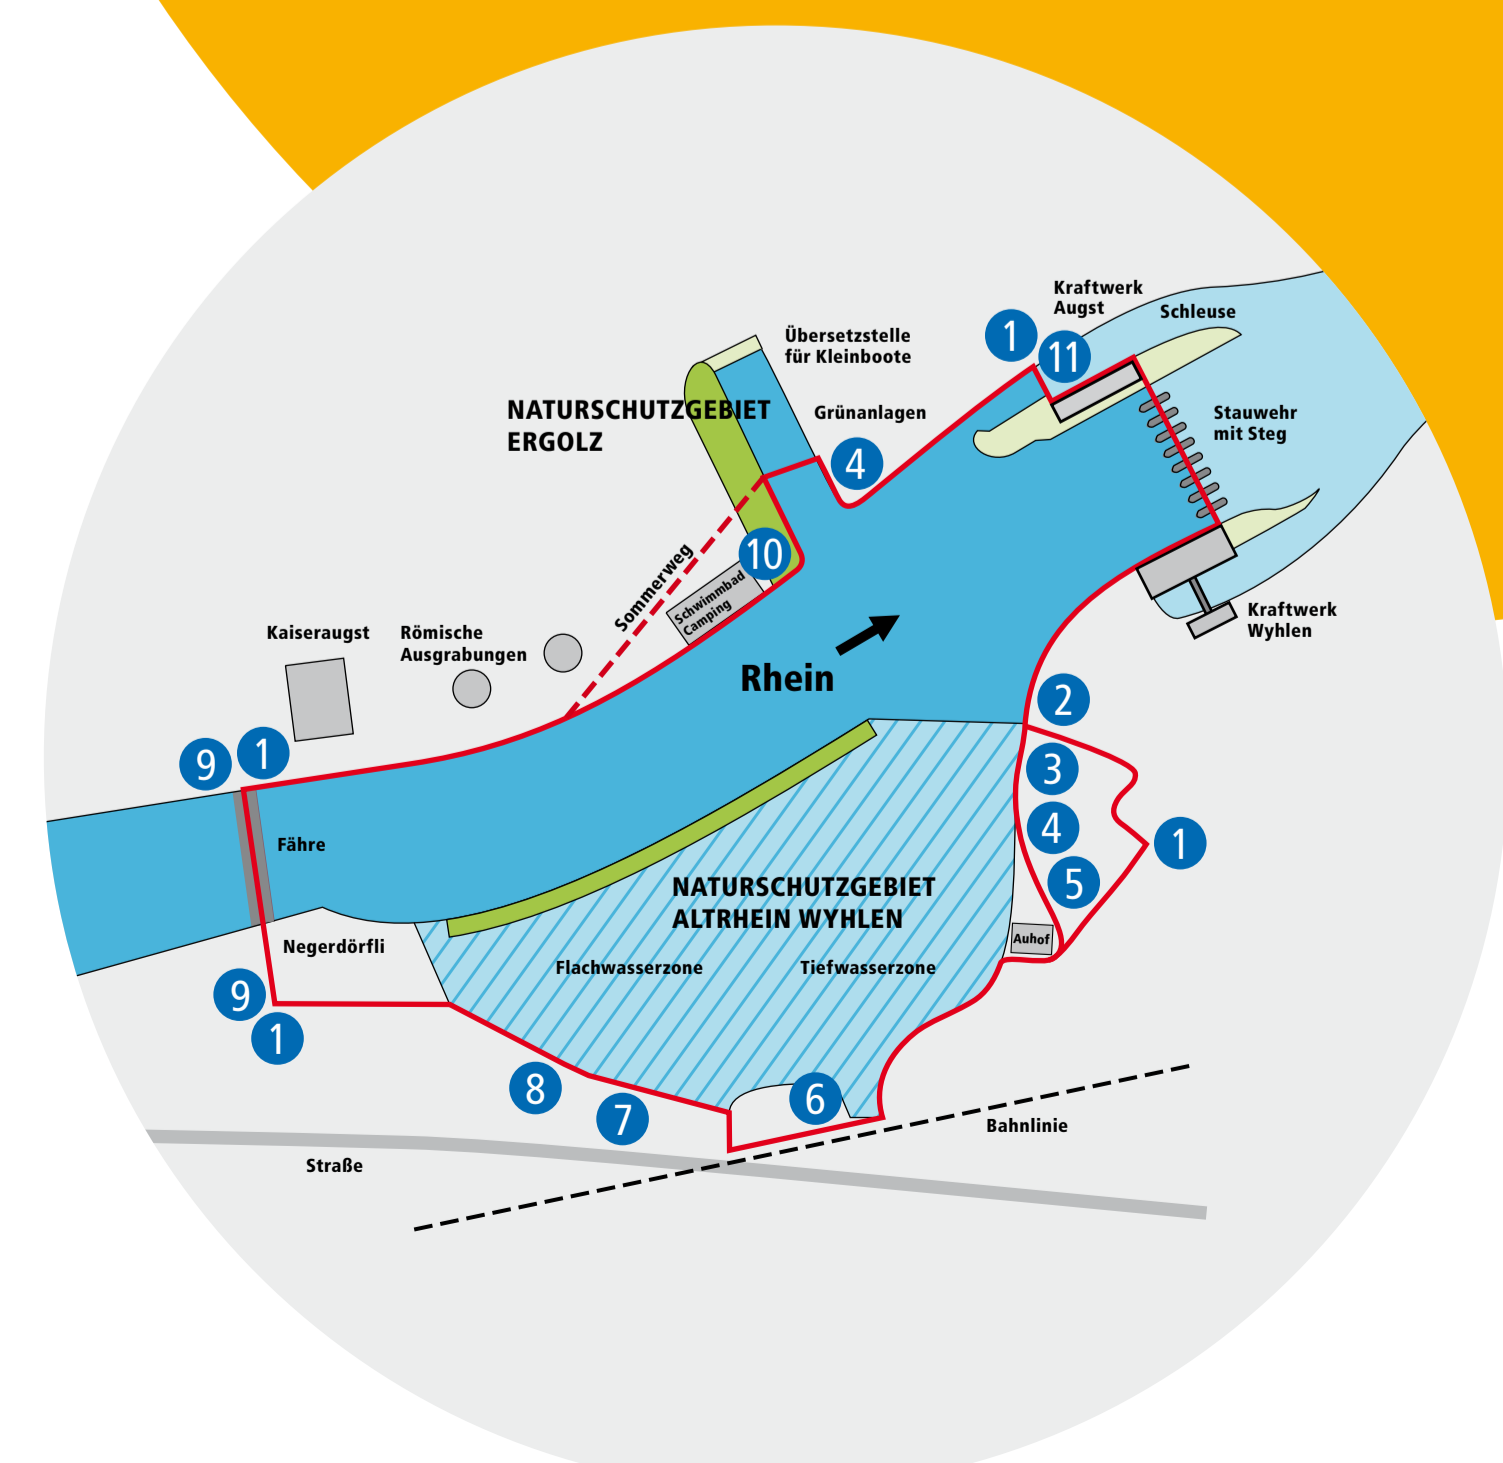 Kraftwerk
Augst
Schleuse
1
11
Übersetzstelle
für Kleinboote
NATURSCHUTZGEBIET
ERGOLZ
Grünanlagen
4
Stauwehr
mit Steg
10
Sommerweg
Schwimmbad
Camping
Kraftwerk
Wyhlen
Kaiseraugst
Römische
Ausgrabungen
Rhein
2
9
1
3
4
1
5
Fähre
NATURSCHUTZGEBIET
ALTRHEIN WYHLEN
Auhof
Negerdörfli
Flachwasserzone
Tiefwasserzone
9
1
8
7
6
Bahnlinie
Straße